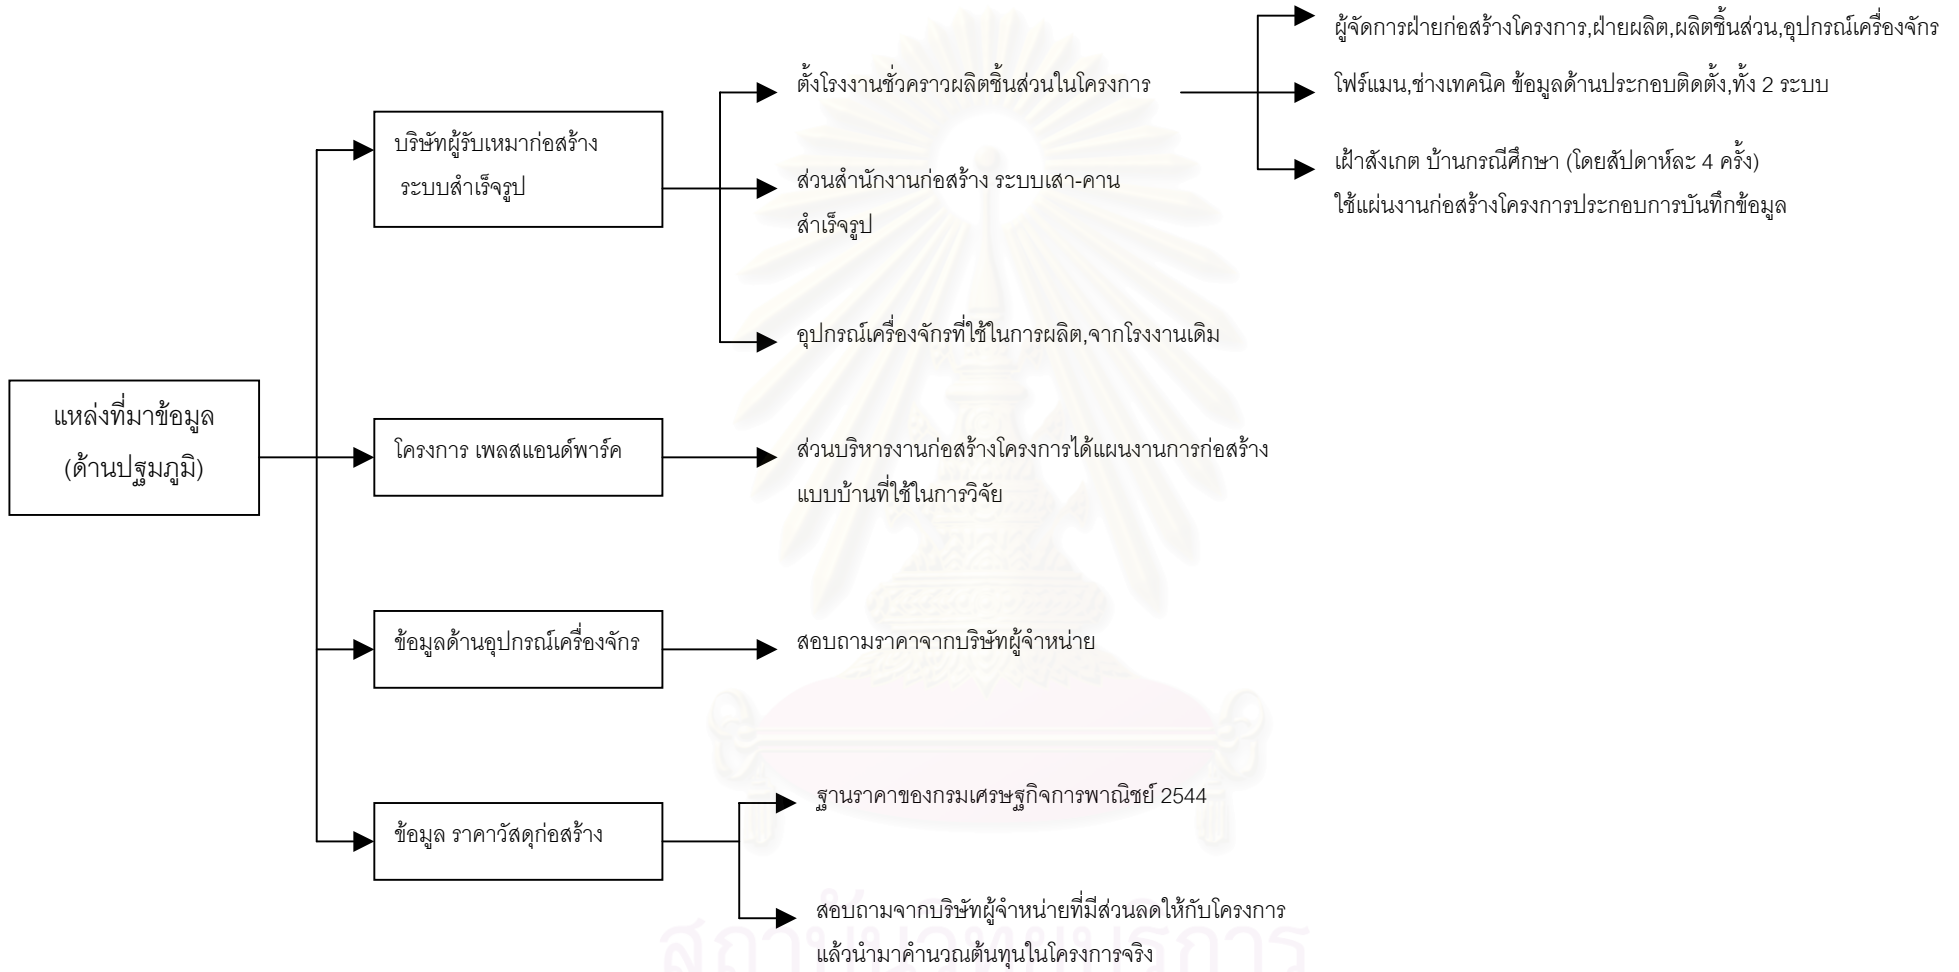 ผู้จัดการฝ่ายก่อสร้างโครงการ,ฝ่ายผลิต,ผลิตชิ้นส่วน,อุปกรณ์เครื่องจักร
ตั้งโรงงานชั่วคราวผลิตชิ้นส่วนในโครงการ
โฟร์แมน,ช่างเทคนิค ข้อมูลด้านประกอบติดตั้ง,ทั้ง 2 ระบบ
บริษัทผู้รับเหมาก่อสร้าง
ระบบสำเร็จรูป
ส่วนสำนักงานก่อสร้าง ระบบเสา-คาน
สำเร็จรูป
เฝ้าสังเกต บ้านกรณีศึกษา (โดยสัปดาห์ละ 4 ครั้ง)
ใช้แผ่นงานก่อสร้างโครงการประกอบการบันทึกข้อมูล
อุปกรณ์เครื่องจักรที่ใช้ในการผลิต,จากโรงงานเดิม
แหล่งที่มาข้อมูล
(ด้านปฐมภูมิ)
โครงการ เพลสแอนด์พาร์ค
ส่วนบริหารงานก่อสร้างโครงการได้แผนงานการก่อสร้าง
แบบบ้านที่ใช้ในการวิจัย
ข้อมูลด้านอุปกรณ์เครื่องจักร
สอบถามราคาจากบริษัทผู้จำหน่าย
ข้อมูล ราคาวัสดุก่อสร้าง
ฐานราคาของกรมเศรษฐกิจการพาณิชย์ 2544
สอบถามจากบริษัทผู้จำหน่ายที่มีส่วนลดให้กับโครงการ
แล้วนำมาคำนวณต้นทุนในโครงการจริง
สถาบันวิทยบริการ